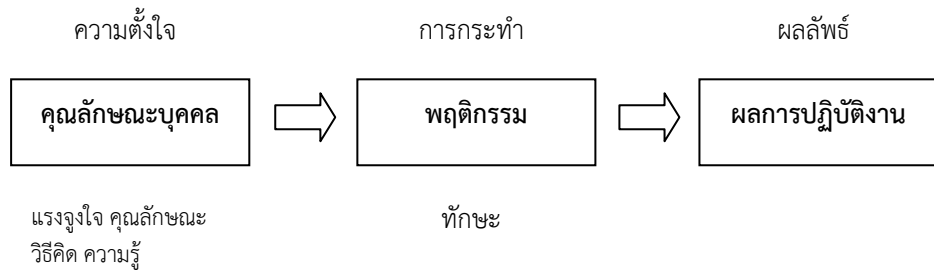 ความตั้งใจ การกระทำ ผลลัพธ์
คุณลักษณะบุคคล พฤติกรรม ผลการปฏิบัติงาน
แรงจูงใจ คุณลักษณะ ทักษะ
วิธีคิด ความรู้